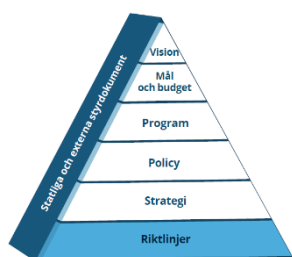 Statliga och externa styrdokument
Vision
Mål
och budget
Program
Policy
Strategi
Riktlinjer